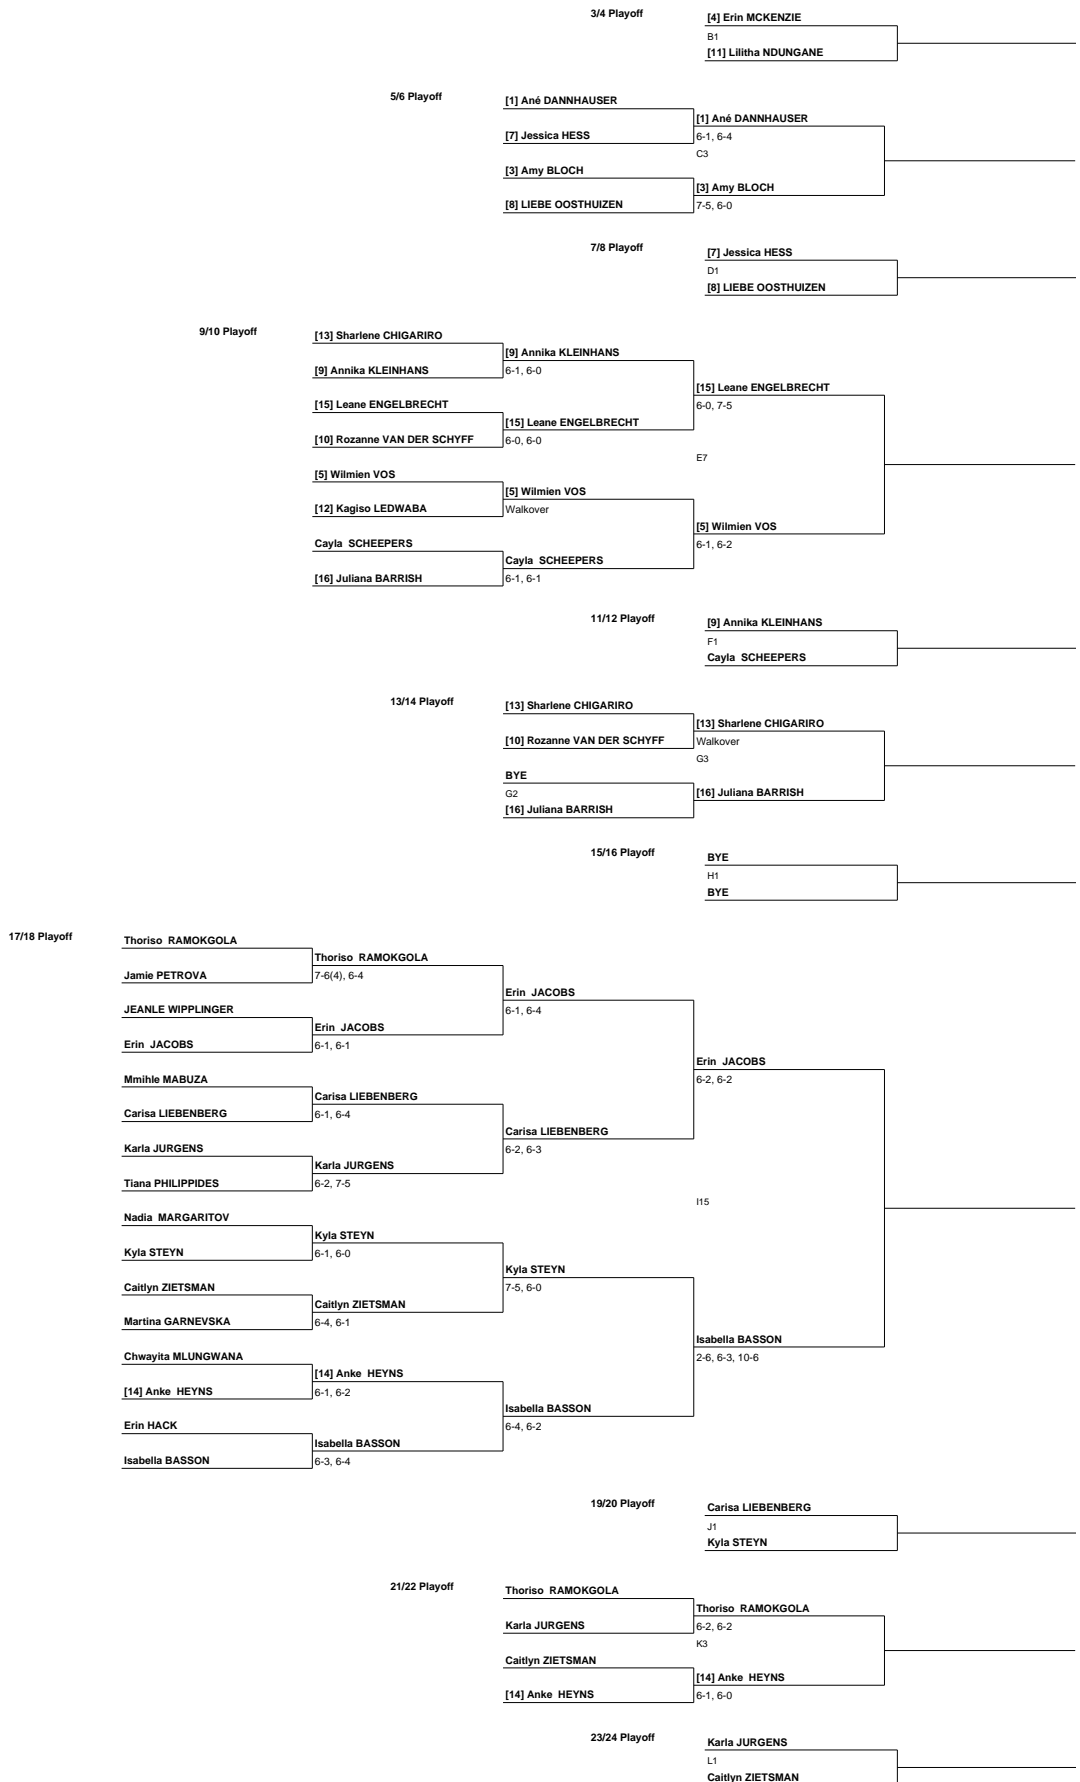 3/4 Playoff
[4] Erin MCKENZIE
B1
[11] Lilitha NDUNGANE
5/6 Playoff
[1] Ané DANNHAUSER
[1] Ané DANNHAUSER
[7] Jessica HESS
6-1, 6-4
C3
[3] Amy BLOCH
[3] Amy BLOCH
[8] LIEBE OOSTHUIZEN
7-5, 6-0
7/8 Playoff
[7] Jessica HESS
D1
[8] LIEBE OOSTHUIZEN
9/10 Playoff
[13] Sharlene CHIGARIRO
[9] Annika KLEINHANS
[9] Annika KLEINHANS
6-1, 6-0
[15] Leane ENGELBRECHT
[15] Leane ENGELBRECHT
6-0, 7-5
[15] Leane ENGELBRECHT
[10] Rozanne VAN DER SCHYFF
6-0, 6-0
E7
[5] Wilmien VOS
[5] Wilmien VOS
[12] Kagiso LEDWABA
Walkover
[5] Wilmien VOS
Cayla  SCHEEPERS
6-1, 6-2
Cayla  SCHEEPERS
[16] Juliana BARRISH
6-1, 6-1
11/12 Playoff
[9] Annika KLEINHANS
F1
Cayla  SCHEEPERS
13/14 Playoff
[13] Sharlene CHIGARIRO
[13] Sharlene CHIGARIRO
[10] Rozanne VAN DER SCHYFF
Walkover
G3
BYE
G2
[16] Juliana BARRISH
[16] Juliana BARRISH
15/16 Playoff
BYE
H1
BYE
17/18 Playoff
Thoriso  RAMOKGOLA
Thoriso  RAMOKGOLA
Jamie PETROVA
7-6(4), 6-4
Erin  JACOBS
JEANLE WIPPLINGER
6-1, 6-4
Erin  JACOBS
Erin  JACOBS
6-1, 6-1
Erin  JACOBS
Mmihle MABUZA
6-2, 6-2
Carisa LIEBENBERG
Carisa LIEBENBERG
6-1, 6-4
Carisa LIEBENBERG
Karla JURGENS
6-2, 6-3
Karla JURGENS
Tiana PHILIPPIDES
6-2, 7-5
I15
Nadia  MARGARITOV
Kyla STEYN
Kyla STEYN
6-1, 6-0
Kyla STEYN
Caitlyn ZIETSMAN
7-5, 6-0
Caitlyn ZIETSMAN
Martina GARNEVSKA
6-4, 6-1
Isabella BASSON
Chwayita MLUNGWANA
2-6, 6-3, 10-6
[14] Anke  HEYNS
[14] Anke  HEYNS
6-1, 6-2
Isabella BASSON
Erin HACK
6-4, 6-2
Isabella BASSON
Isabella BASSON
6-3, 6-4
19/20 Playoff
Carisa LIEBENBERG
J1
Kyla STEYN
21/22 Playoff
Thoriso  RAMOKGOLA
Thoriso  RAMOKGOLA
Karla JURGENS
6-2, 6-2
K3
Caitlyn ZIETSMAN
[14] Anke  HEYNS
[14] Anke  HEYNS
6-1, 6-0
23/24 Playoff
Karla JURGENS
L1
Caitlyn ZIETSMAN